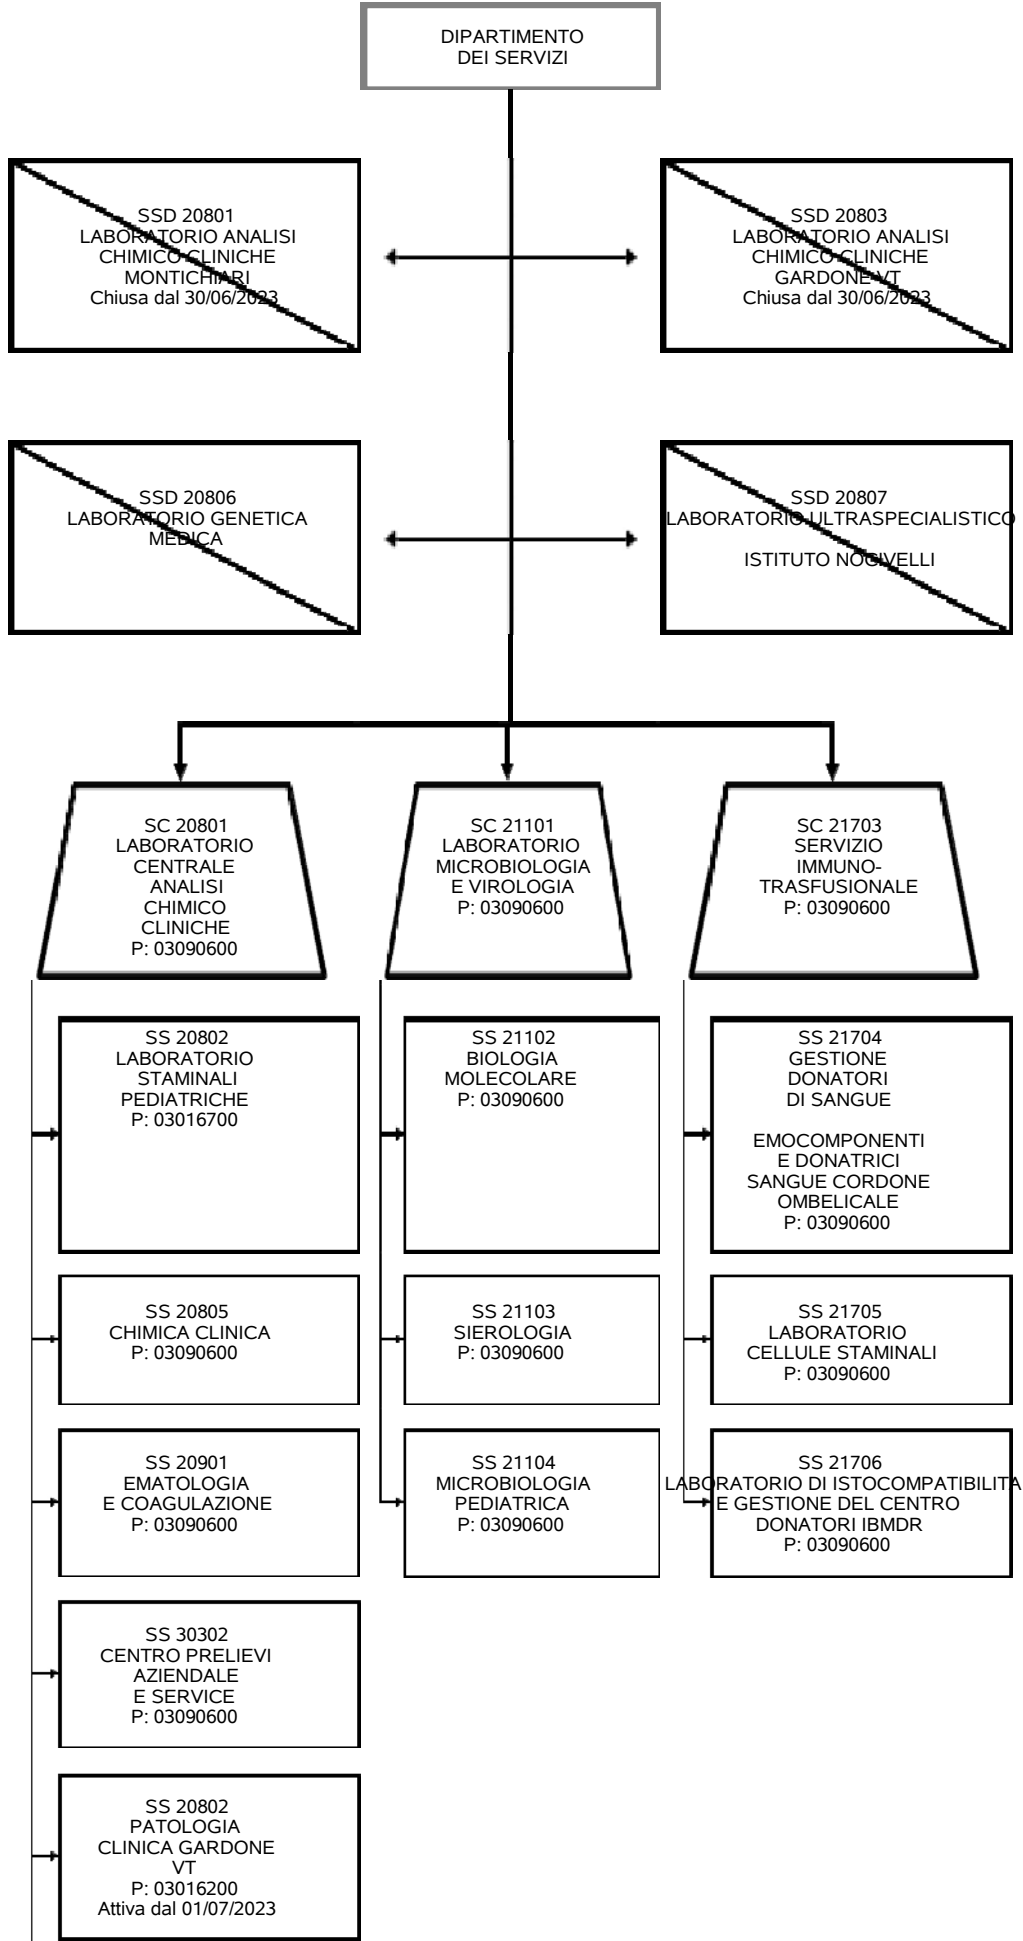 DIPARTIMENTO
DEI SERVIZI
SSD 20801
LABORATORIO ANALISI
CHIMICO CLINICHE
MONTICHIARI
Chiusa dal 30/06/2023
SSD 20803
LABORATORIO ANALISI
CHIMICO CLINICHE
GARDONE VT
Chiusa dal 30/06/2023
SSD 20806
LABORATORIO GENETICA
MEDICA
SSD 20807
LABORATORIO ULTRASPECIALISTICO
ISTITUTO NOCIVELLI
SC 20801
LABORATORIO
CENTRALE
ANALISI
CHIMICO
CLINICHE
P: 03090600
SC 21101
LABORATORIO
MICROBIOLOGIA
E VIROLOGIA
P: 03090600
SC 21703
SERVIZIO
IMMUNO-
TRASFUSIONALE
P: 03090600
SS 20802
LABORATORIO
STAMINALI
PEDIATRICHE
P: 03016700
SS 21102
BIOLOGIA
MOLECOLARE
P: 03090600
SS 21704
GESTIONE
DONATORI
DI SANGUE
EMOCOMPONENTI
E DONATRICI
SANGUE CORDONE
OMBELICALE
P: 03090600
SS 20805
CHIMICA CLINICA
P: 03090600
SS 21103
SIEROLOGIA
P: 03090600
SS 21705
LABORATORIO
CELLULE STAMINALI
P: 03090600
SS 20901
EMATOLOGIA
E COAGULAZIONE
P: 03090600
SS 21104
MICROBIOLOGIA
PEDIATRICA
P: 03090600
SS 21706
LABORATORIO DI ISTOCOMPATIBILITA
E GESTIONE DEL CENTRO
DONATORI IBMDR
P: 03090600
SS 30302
CENTRO PRELIEVI
AZIENDALE
E SERVICE
P: 03090600
SS 20802
PATOLOGIA
CLINICA GARDONE
VT
P: 03016200
Attiva dal 01/07/2023